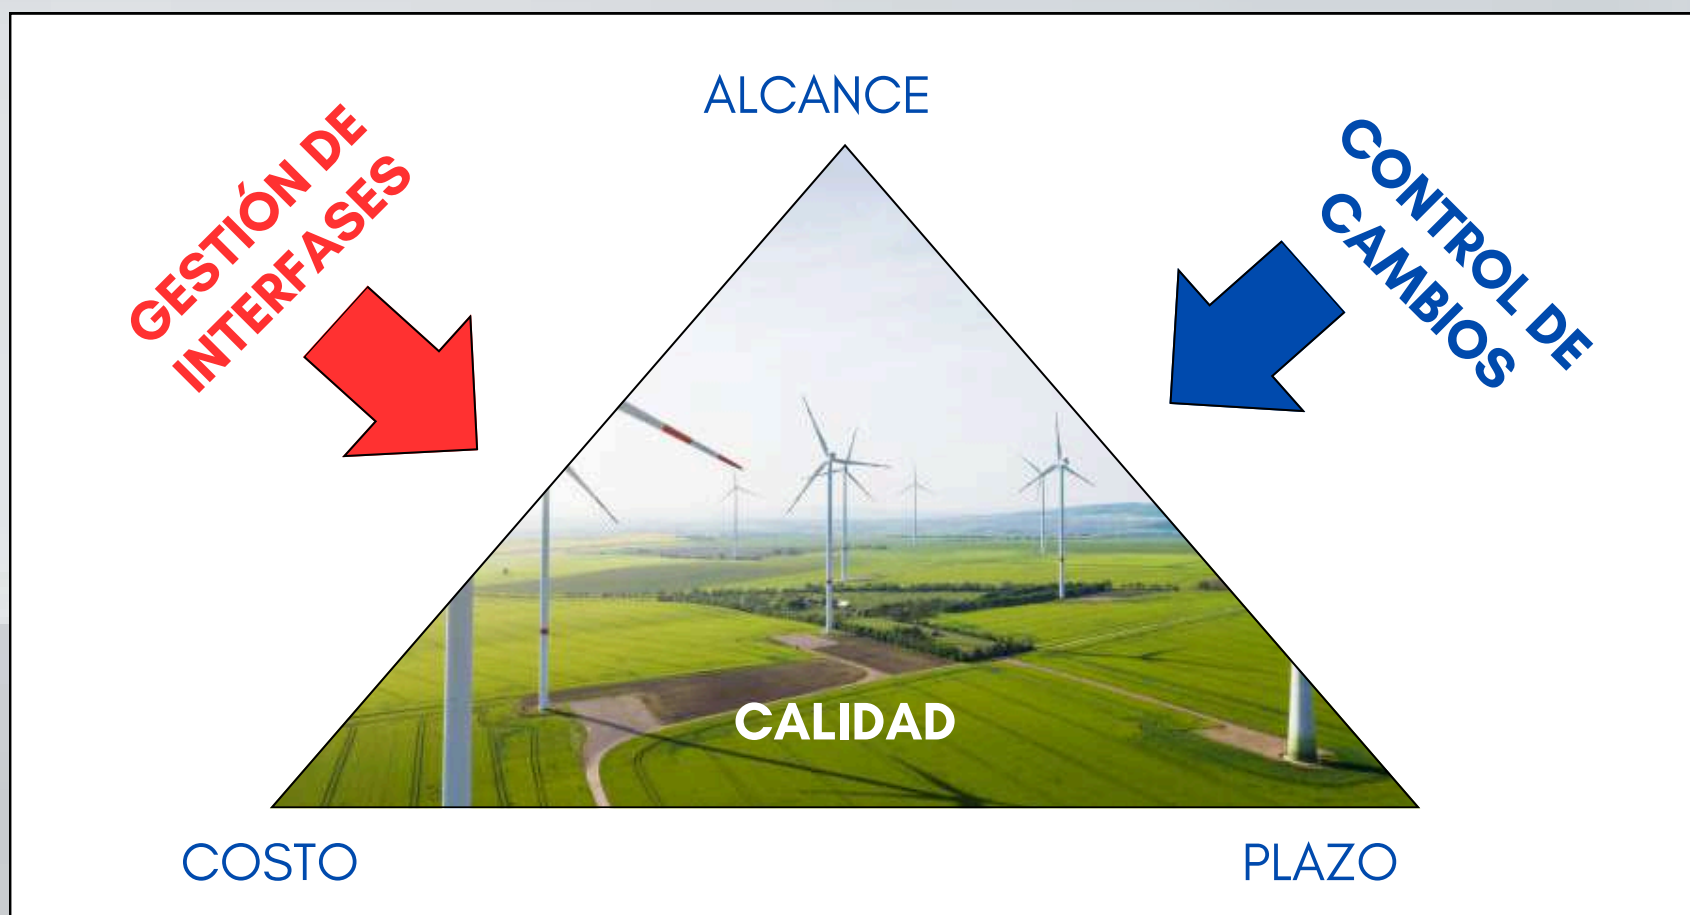 ALCANCE
GESTIÓN DE
INTERFASES
CONTROL DE
CAMBIOS
CALIDAD
COSTO
PLAZO